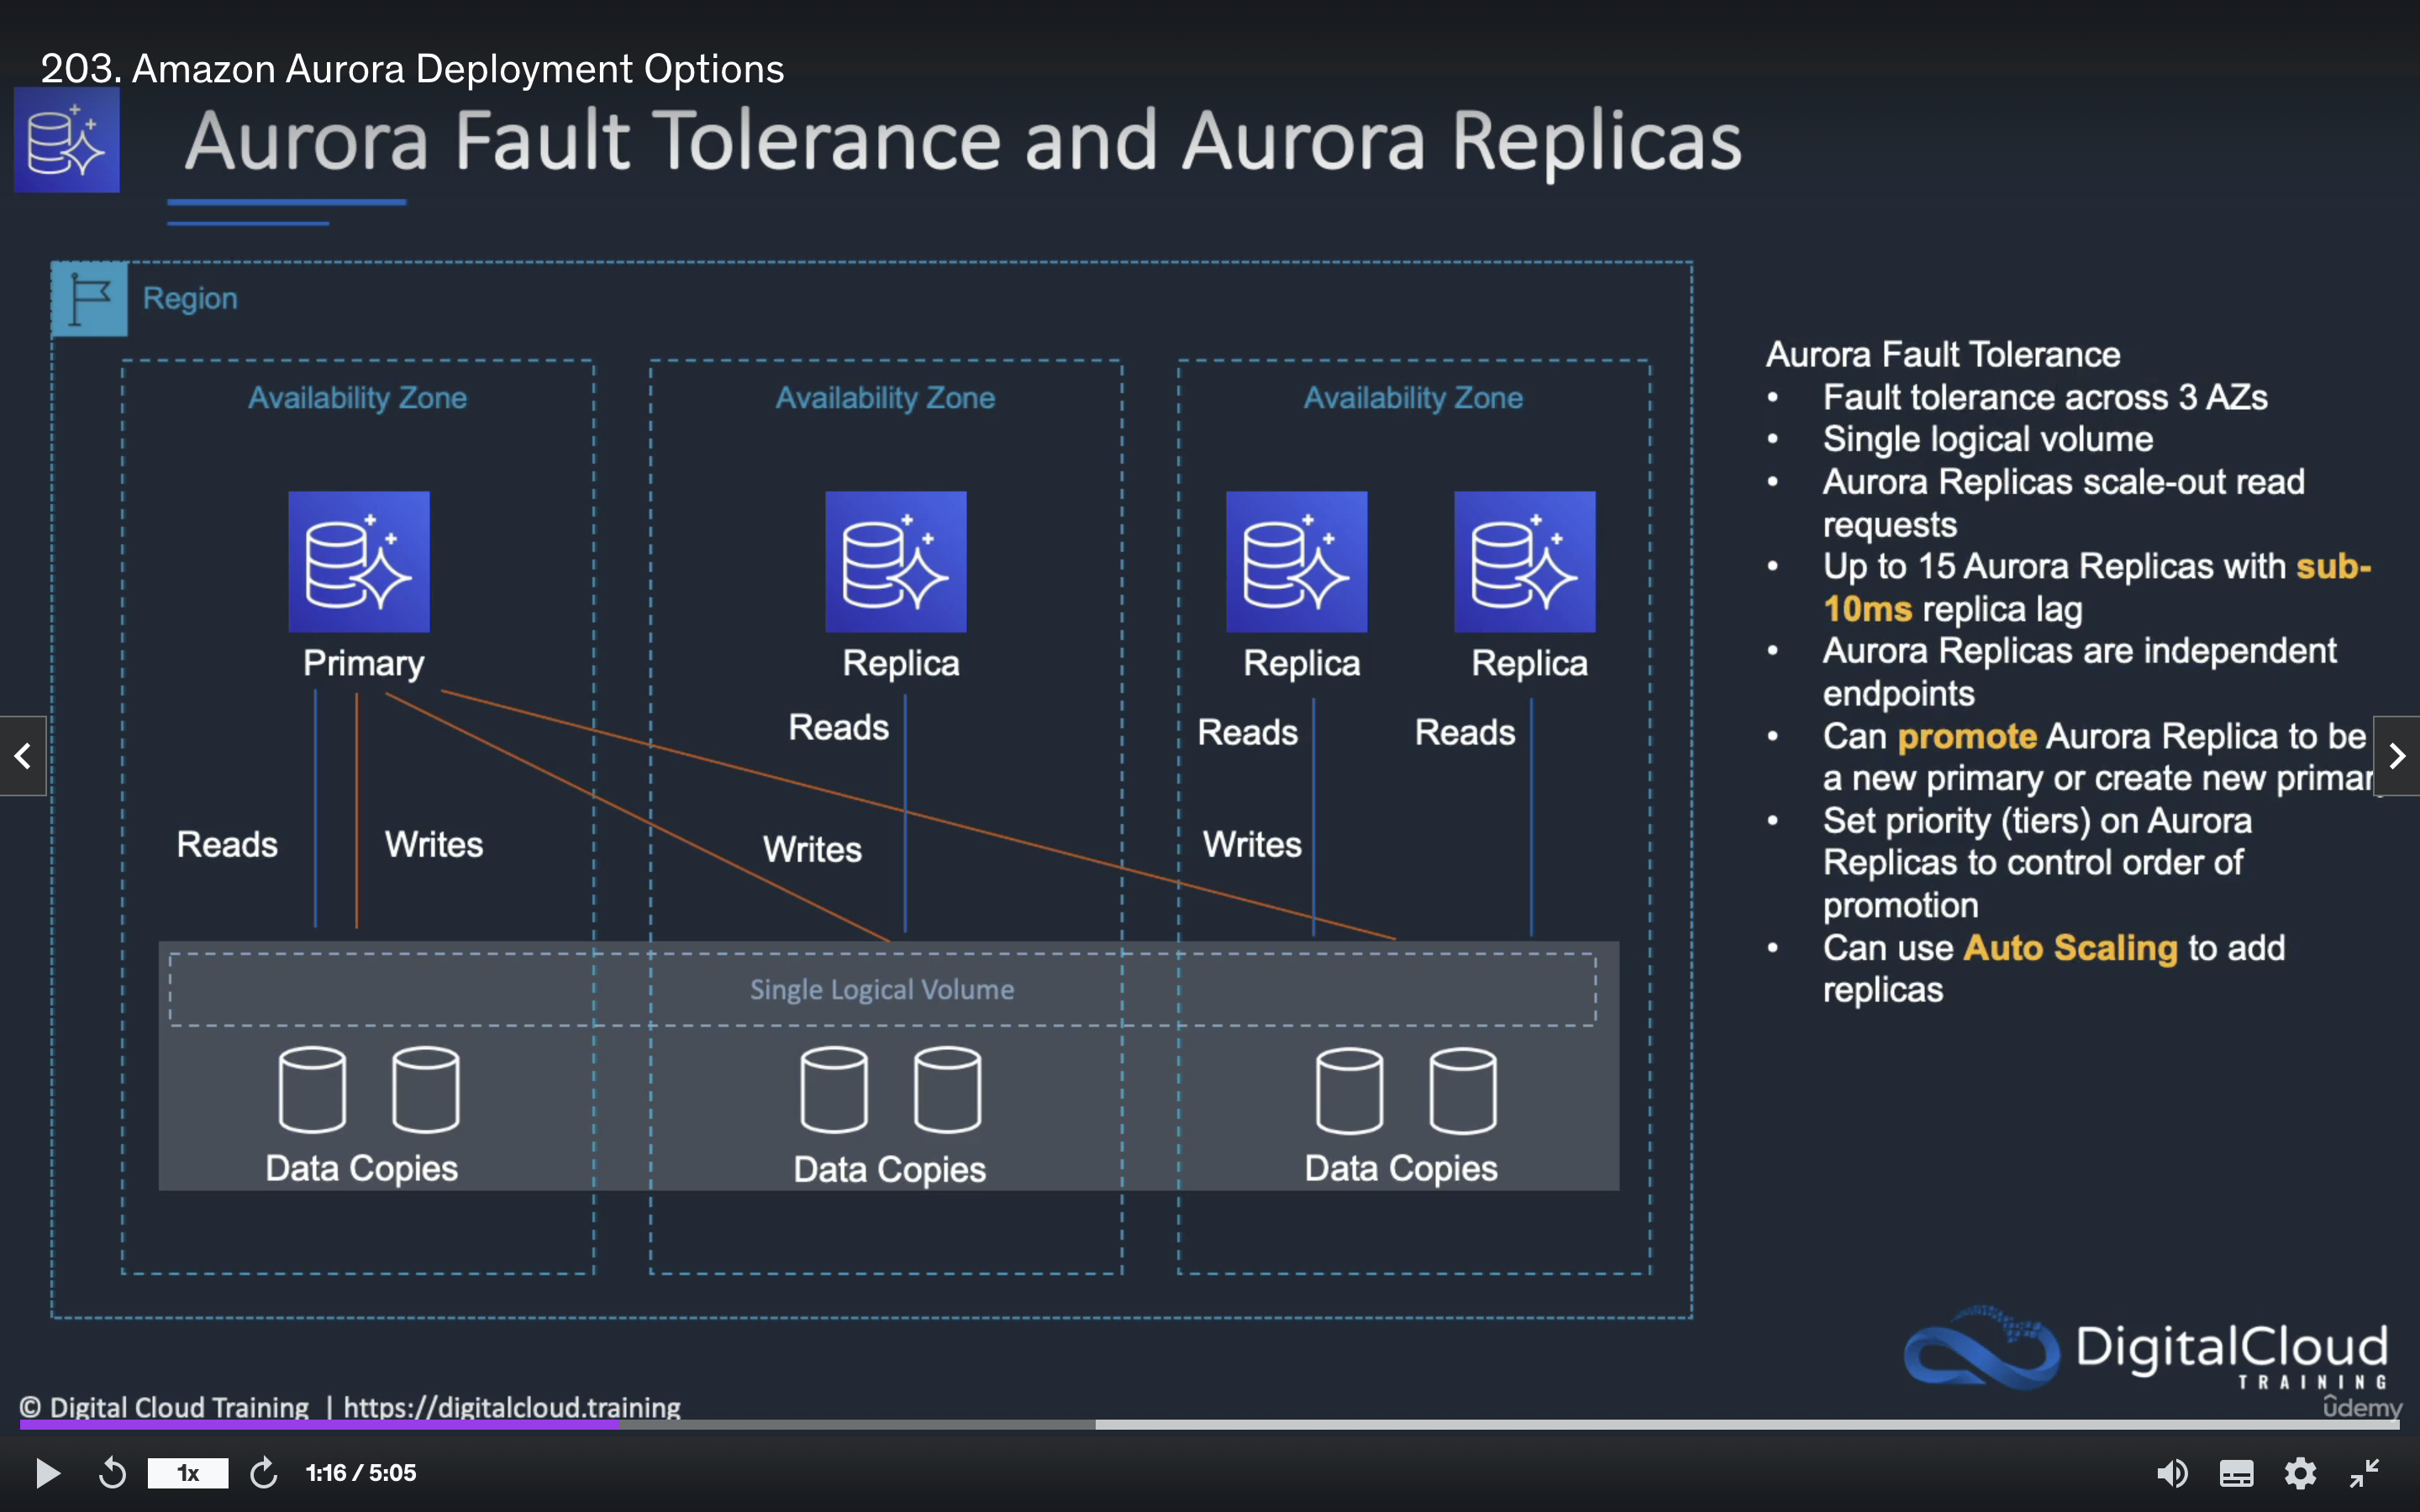 203. Amazon Aurora Deployment Options
Aurora Fault Tolerance and Aurora Replicas
Region
Availability Zone
Availability Zone
Availability Zone
Primary
Replica
Replica
Replica
Reads
Reads
Reads
Reads
Writes
Writes
Writes
Single Logical Volume
Data Copies
Data Copies
Data Copies
Aurora Fault Tolerance
• Fault tolerance across 3 AZs
• Single logical volume
• Aurora Replicas scale-out read
requests
• Up to 15 Aurora Replicas with sub-
10ms replica lag
• Aurora Replicas are independent
endpoints
• Can promote Aurora Replica to be
a new primary or create new primar
• Set priority (tiers) on Aurora
Replicas to control order of
promotion
• Can use Auto Scaling to add
replicas
DigitalCloud
TRAINING
© Digital Cloud Training | https://digitalcloud.training
ûdemy
1x
1:16 / 5:05